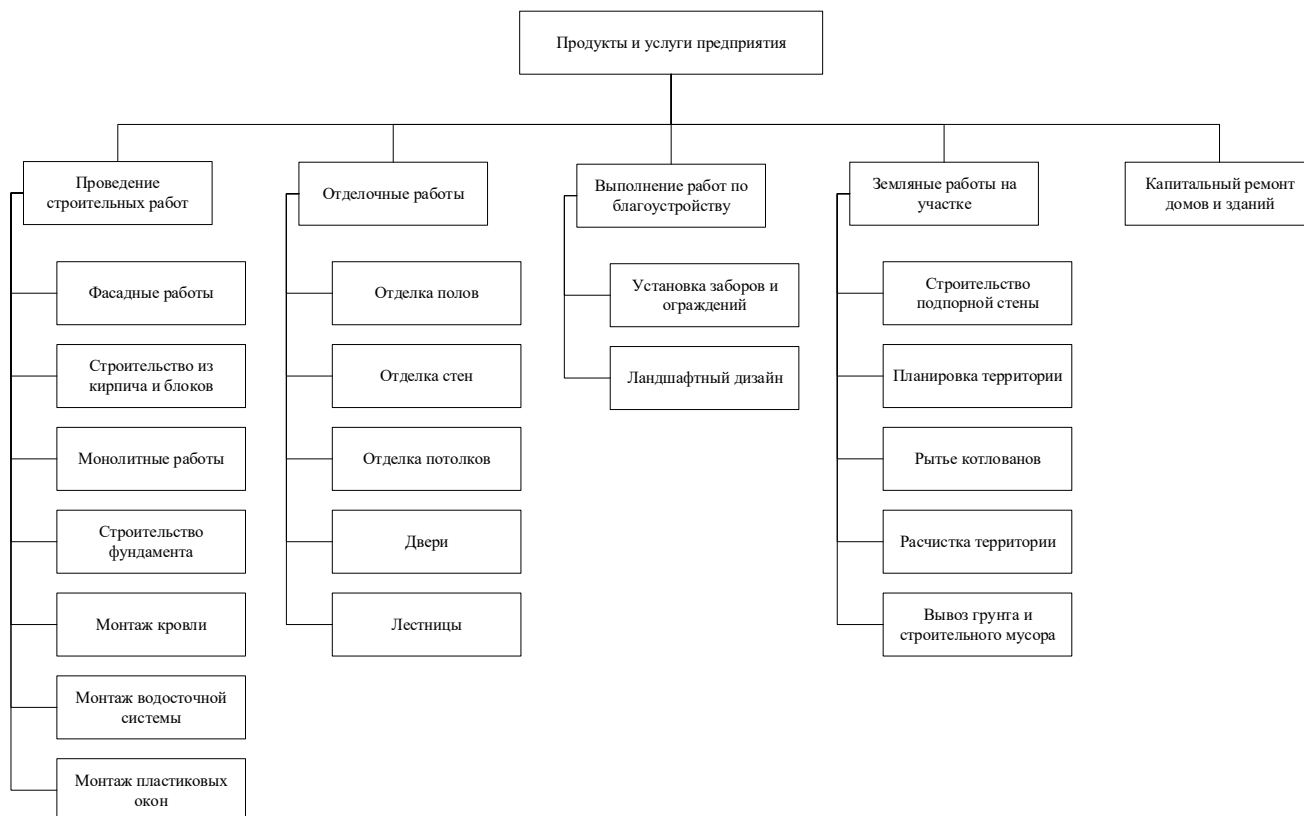 Продукты и услуги предприятия
Проведение
строительных работ
Фасадные работы
Строительство из
кирпича и блоков
Монолитные работы
Строительство
фундамента
Монтаж кровли
Монтаж водосточной
системы
Монтаж пластиковых
окон
Отделочные работы
Отделка полов
Отделка стен
Отделка потолков
Двери
Лестницы
Выполнение работ по
благоустройству
Установка заборов и
ограждений
Ландшафтный дизайн
Земляные работы на
участке
Строительство
подпорной стены
Планировка территории
Рытье котлованов
Расчистка территории
Вывоз грунта и
строительного мусора
Капитальный ремонт
домов и зданий